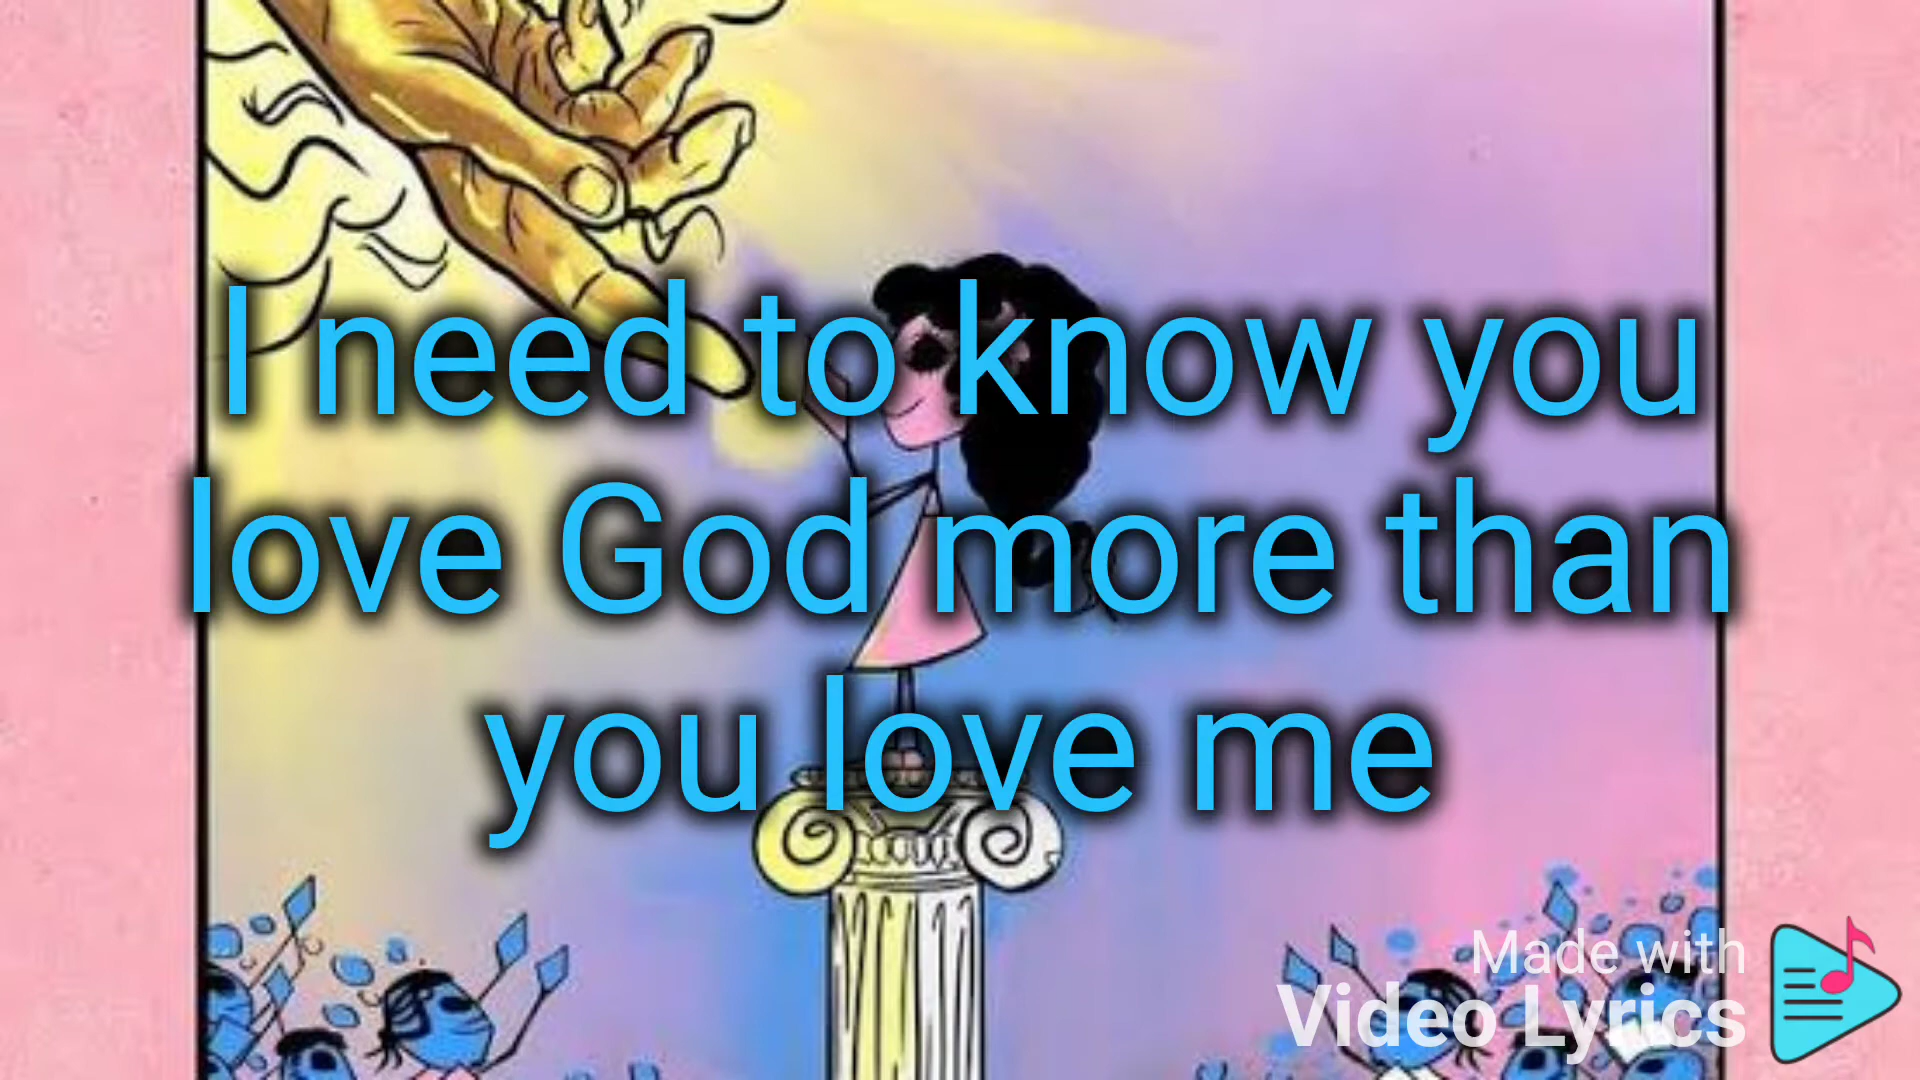 I need to know you
love God more than
you love me
Made with
Video Lyrics